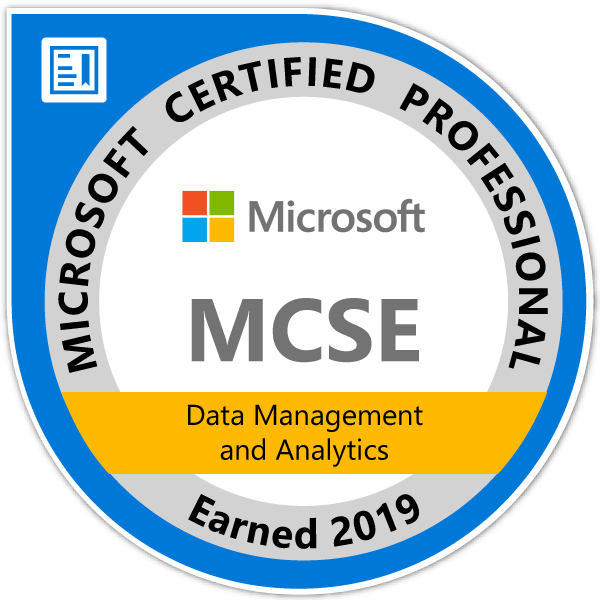 MICROSOFT CERTIFIED PROFESSIONAL
Microsoft
MCSE
Data Management
and Analytics
Earned 2019